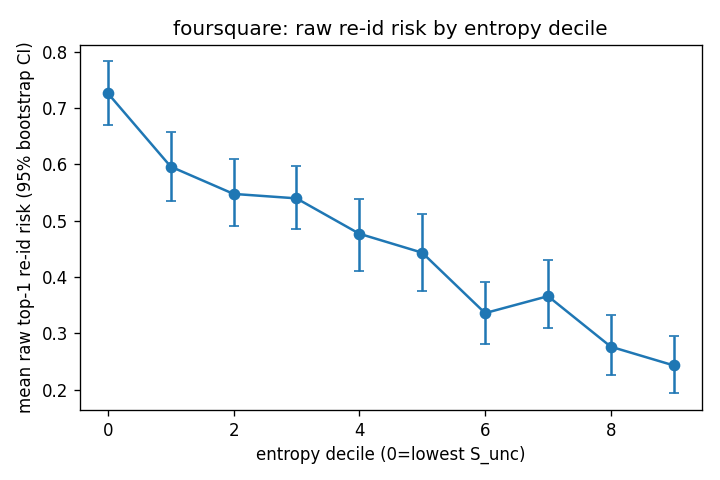 foursquare: raw re-id risk by entropy decile
mean raw top-1 re-id risk (95% bootstrap CI)
0.8
0.7
0.6
0.5
0.4
0.3
0.2
0 2 4 6 8
entropy decile (0=lowest S_unc)